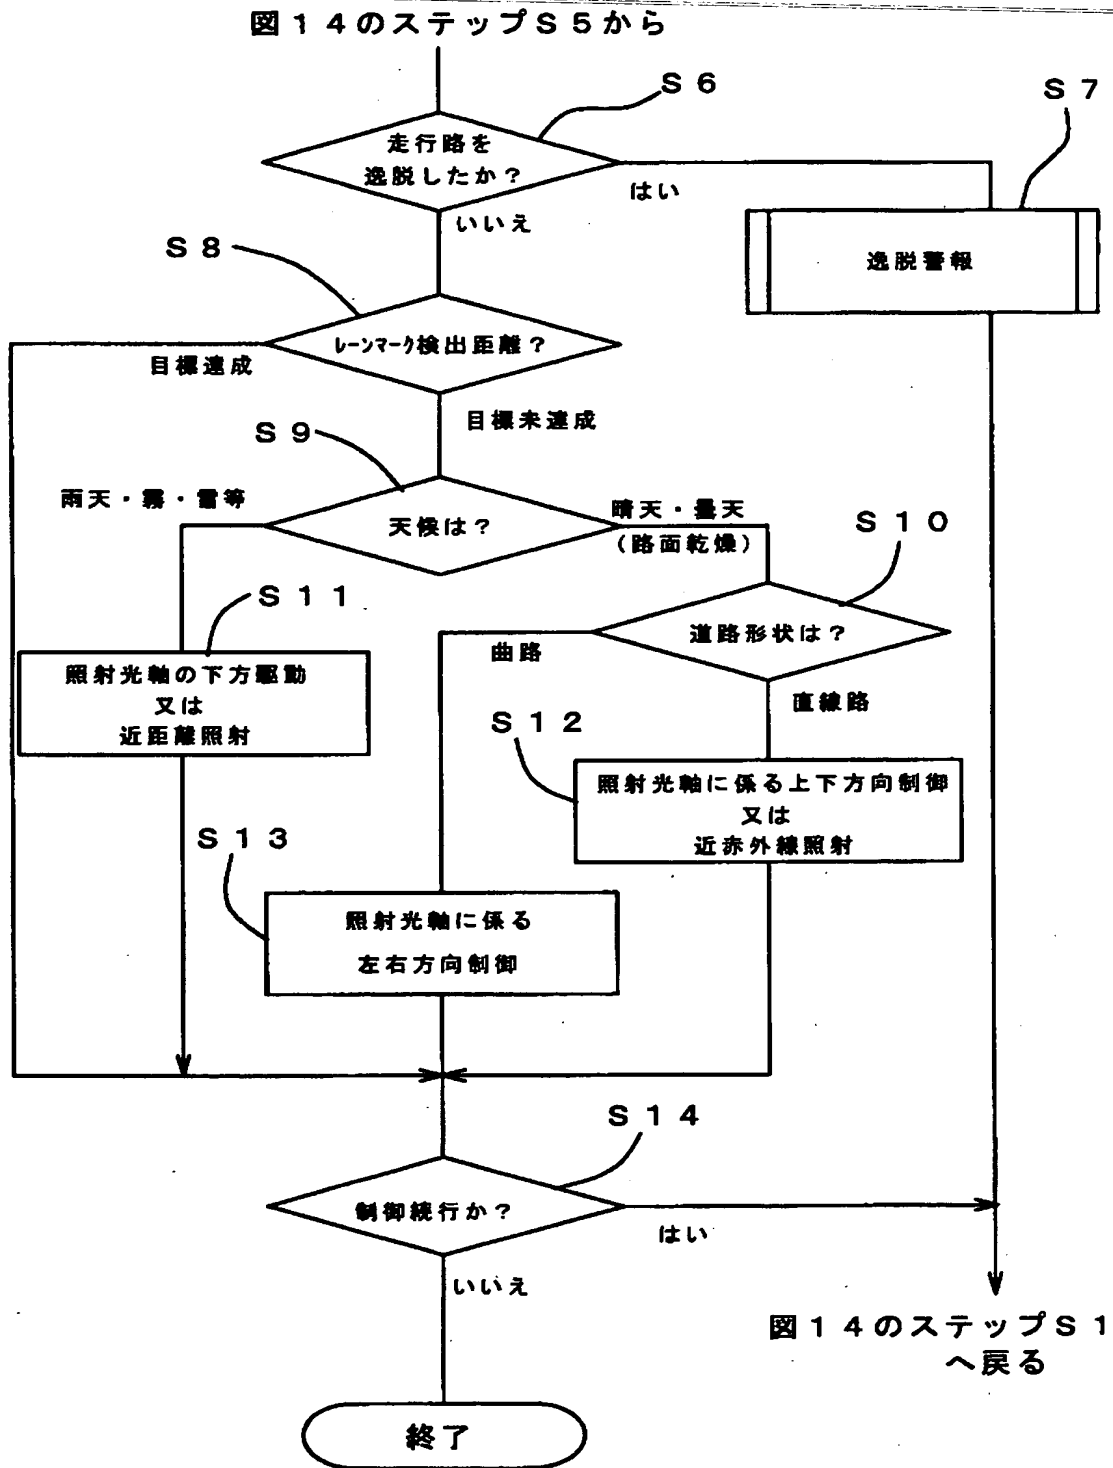 図14のステップS5から
S6
S7
走行路を
逸脱したか?
はい
いいえ
逸脱警報
S8
レーンマーク検出距離?
目標達成
目標未達成
S9
雨天・霧・雪等
天候は?
晴天・曇天
(路面乾燥)
S10
S11
道路形状は?
曲路
直線路
照射光軸の下方駆動
又は
近距離照射
S12
照射光軸に係る上下方向制御
又は
近赤外線照射
S13
照射光軸に係る
左右方向制御
S14
制御続行か?
はい
いいえ
図14のステップS1
へ戻る
終了